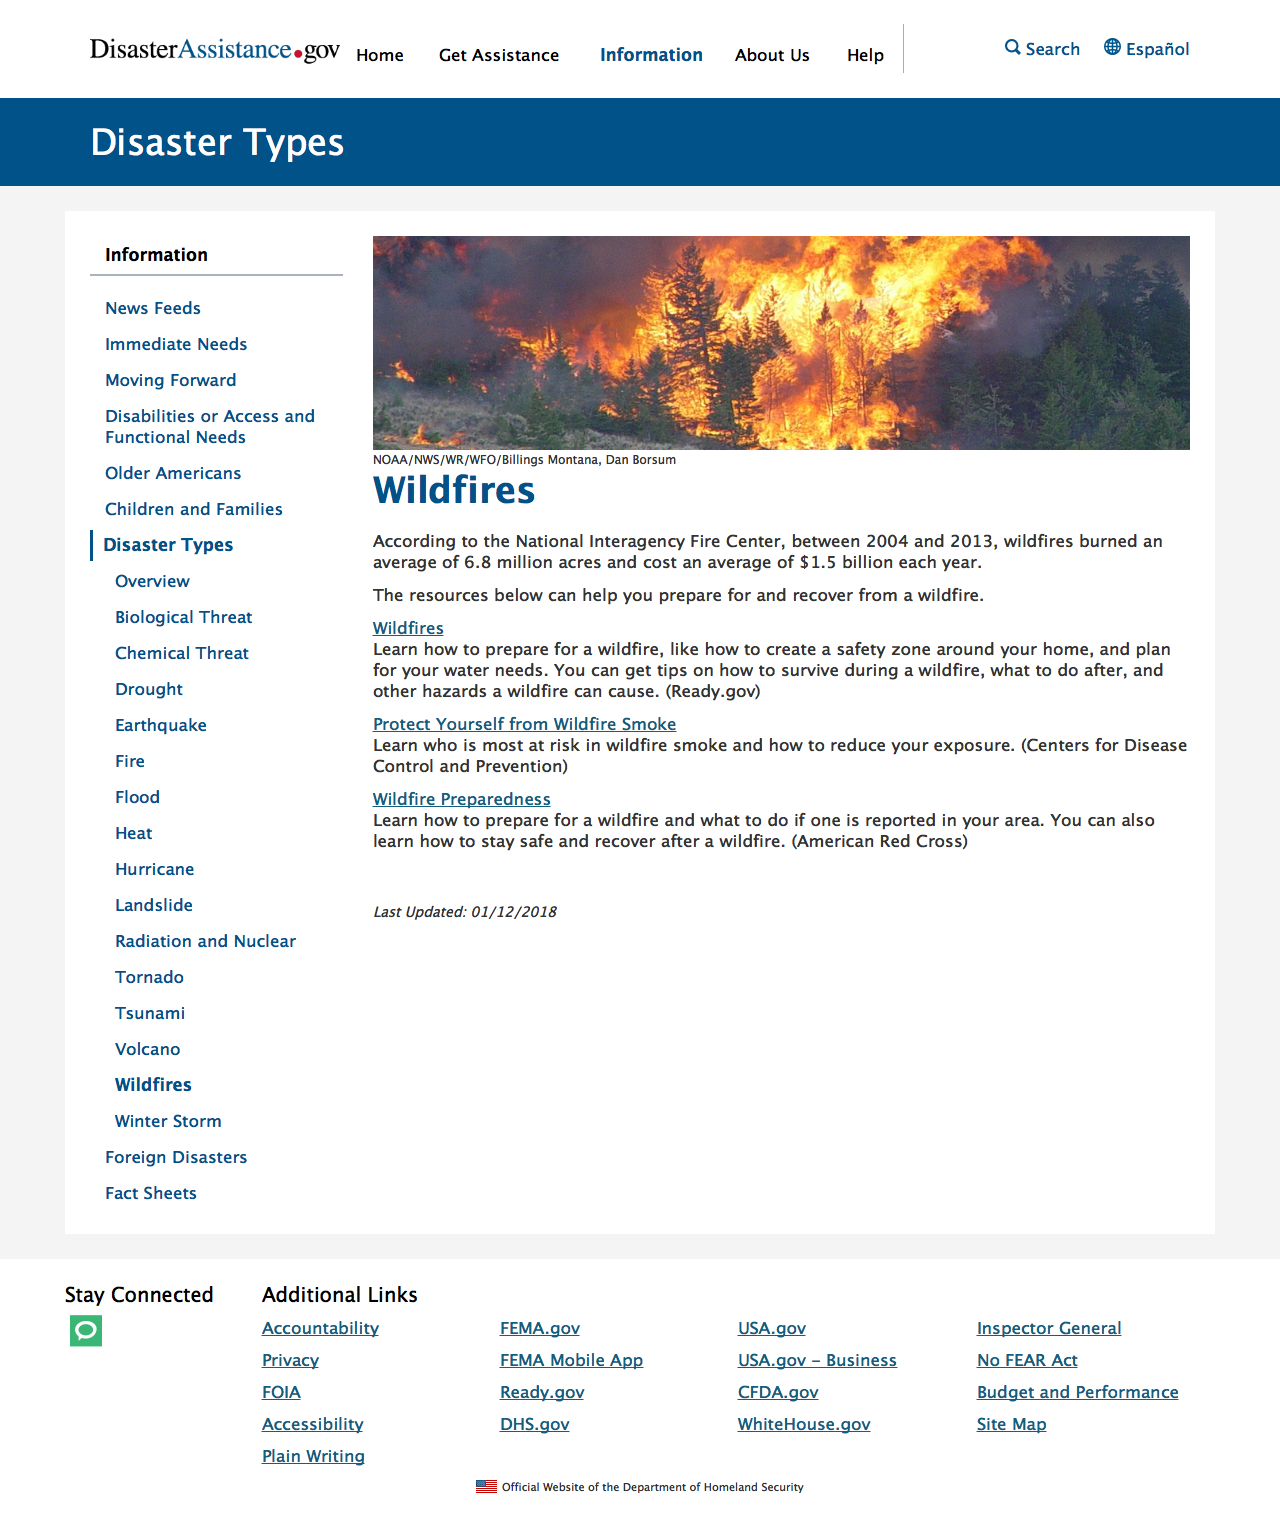 DisasterAssistance.gov
Home
Get Assistance
Information
About Us
Help
Search
Español
Disaster Types
Information
News Feeds
Immediate Needs
Moving Forward
Disabilities or Access and
Functional Needs
Older Americans
Children and Families
Disaster Types
Overview
Biological Threat
Chemical Threat
Drought
Earthquake
Fire
Flood
Heat
Hurricane
Landslide
Radiation and Nuclear
Tornado
Tsunami
Volcano
Wildfires
Winter Storm
Foreign Disasters
Fact Sheets
NOAA/NWS/WR/WFO/Billings Montana, Dan Borsum
Wildfires
According to the National Interagency Fire Center, between 2004 and 2013, wildfires burned an
average of 6.8 million acres and cost an average of $1.5 billion each year.
The resources below can help you prepare for and recover from a wildfire.
Wildfires
Learn how to prepare for a wildfire, like how to create a safety zone around your home, and plan
for your water needs. You can get tips on how to survive during a wildfire, what to do after, and
other hazards a wildfire can cause. (Ready.gov)
Protect Yourself from Wildfire Smoke
Learn who is most at risk in wildfire smoke and how to reduce your exposure. (Centers for Disease
Control and Prevention)
Wildfire Preparedness
Learn how to prepare for a wildfire and what to do if one is reported in your area. You can also
learn how to stay safe and recover after a wildfire. (American Red Cross)
Last Updated: 01/12/2018
Stay Connected
Additional Links
Accountability
Privacy
FOIA
Accessibility
Plain Writing
FEMA.gov
FEMA Mobile App
Ready.gov
DHS.gov
USA.gov
USA.gov – Business
CFDA.gov
WhiteHouse.gov
Inspector General
No FEAR Act
Budget and Performance
Site Map
Official Website of the Department of Homeland Security